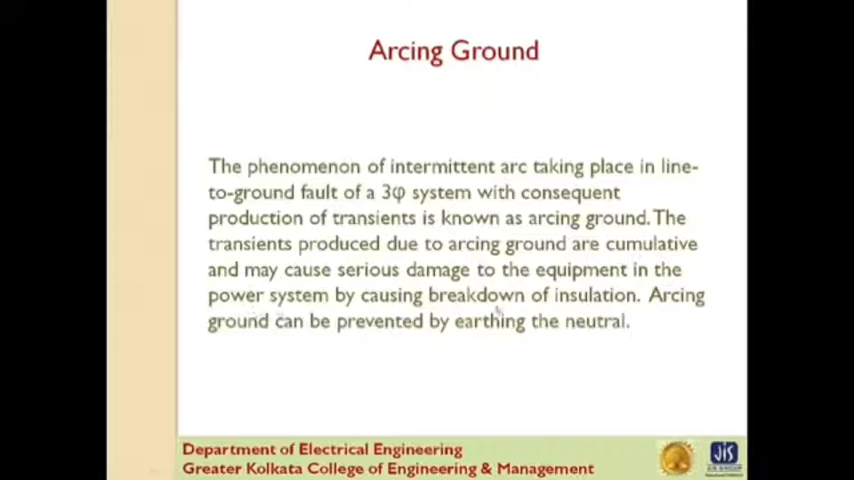 Arcing Ground
The phenomenon of intermittent arc taking place in line-
to-ground fault of a 3φ system with consequent
production of transients is known as arcing ground. The
transients produced due to arcing ground are cumulative
and may cause serious damage to the equipment in the
power system by causing breakdown of insulation. Arcing
ground can be prevented by earthing the neutral.
Department of Electrical Engineering
Greater Kolkata College of Engineering & Management
JIS